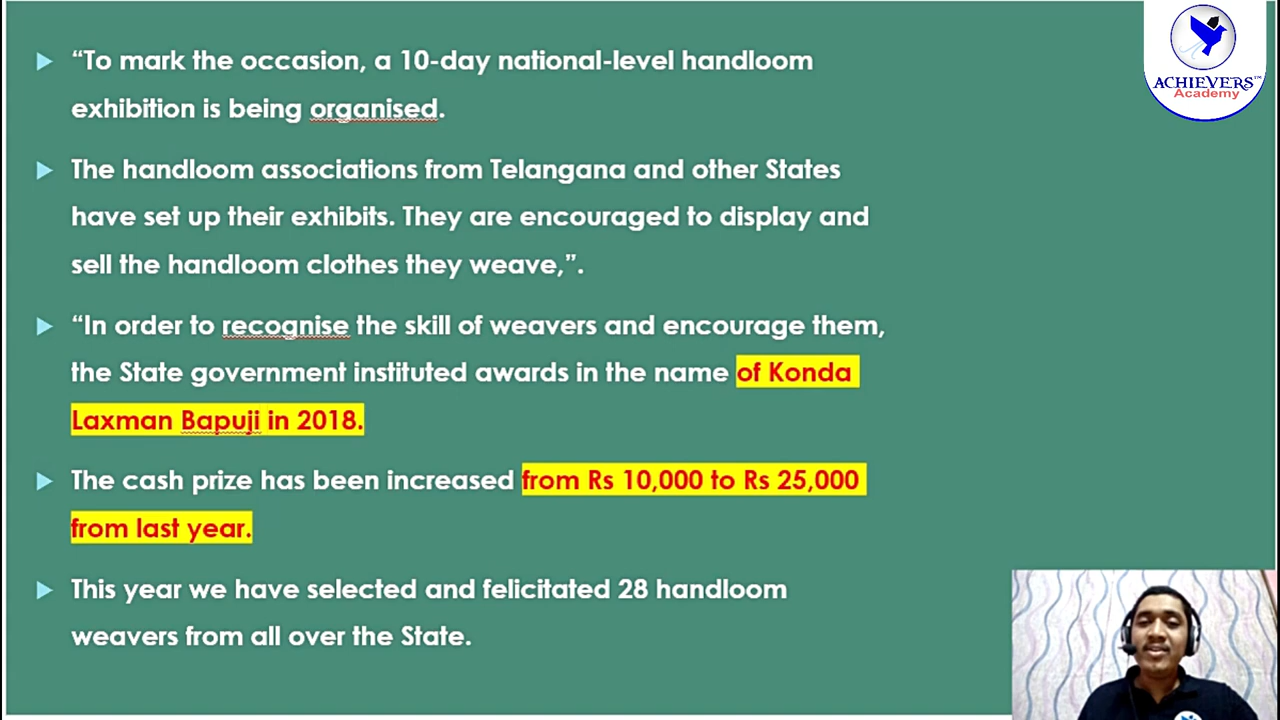 “To mark the occasion, a 10-day national-level handloom
exhibition is being organised.
The handloom associations from Telangana and other States
have set up their exhibits. They are encouraged to display and
sell the handloom clothes they weave,”.
“In order to recognise the skill of weavers and encourage them,
the State government instituted awards in the name of Konda
Laxman Bapuji in 2018.
The cash prize has been increased from Rs 10,000 to Rs 25,000
from last year.
This year we have selected and felicitated 28 handloom
weavers from all over the State.
ACHIEVERS™
Academy